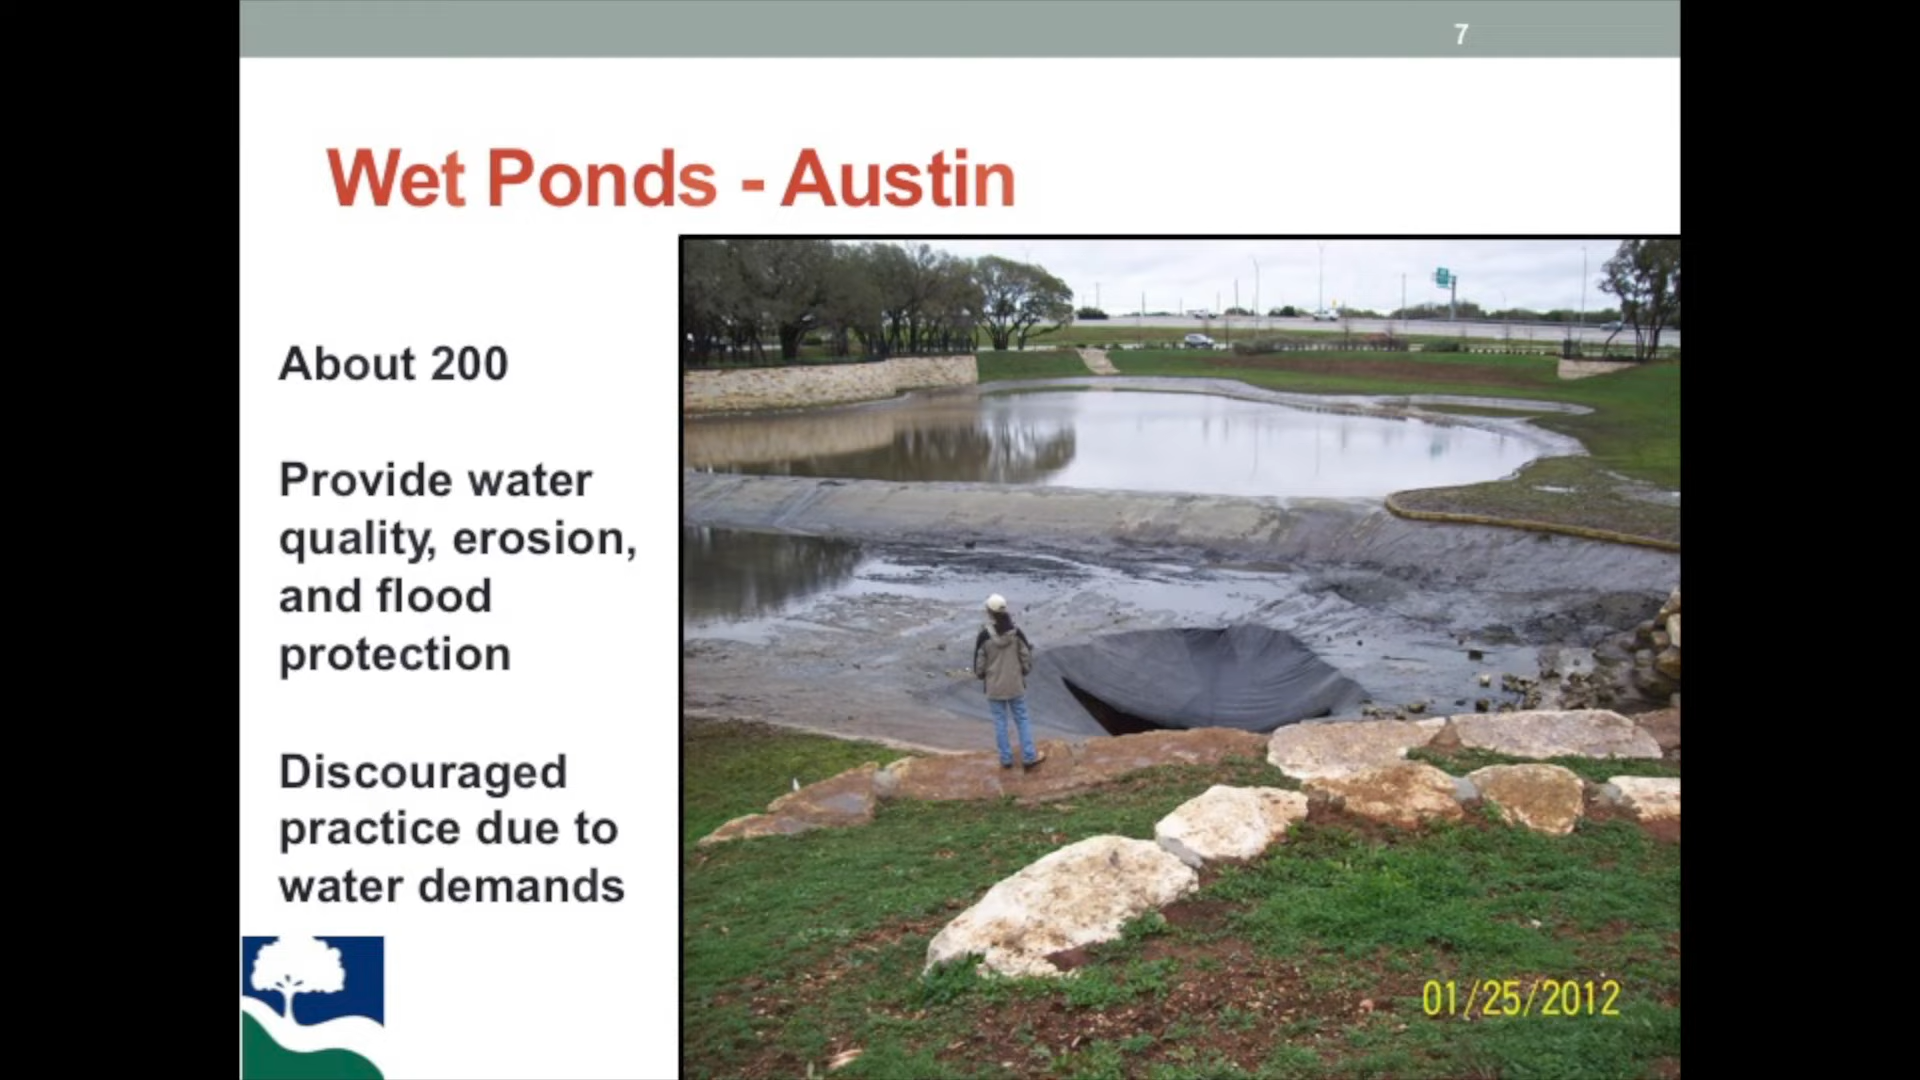 7
Wet Ponds - Austin
About 200
Provide water
quality, erosion,
and flood
protection
Discouraged
practice due to
water demands
01/25/2012